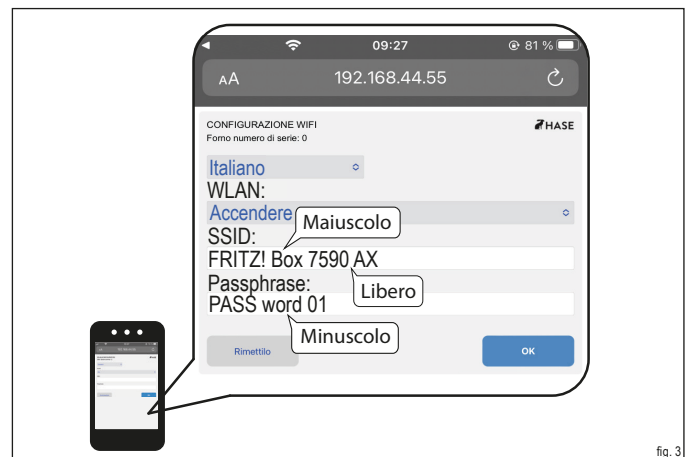 09:27
81 %
AA 192.168.44.55
CONFIGURAZIONE WIFI
Forno numero di serie: 0
HASE
Italiano
WLAN:
Accendere
Maiuscolo
SSID:
FRITZ! Box 7590 AX
Libero
Passphrase:
PASS word 01
Minuscolo
Rimettilo
OK
fig. 3